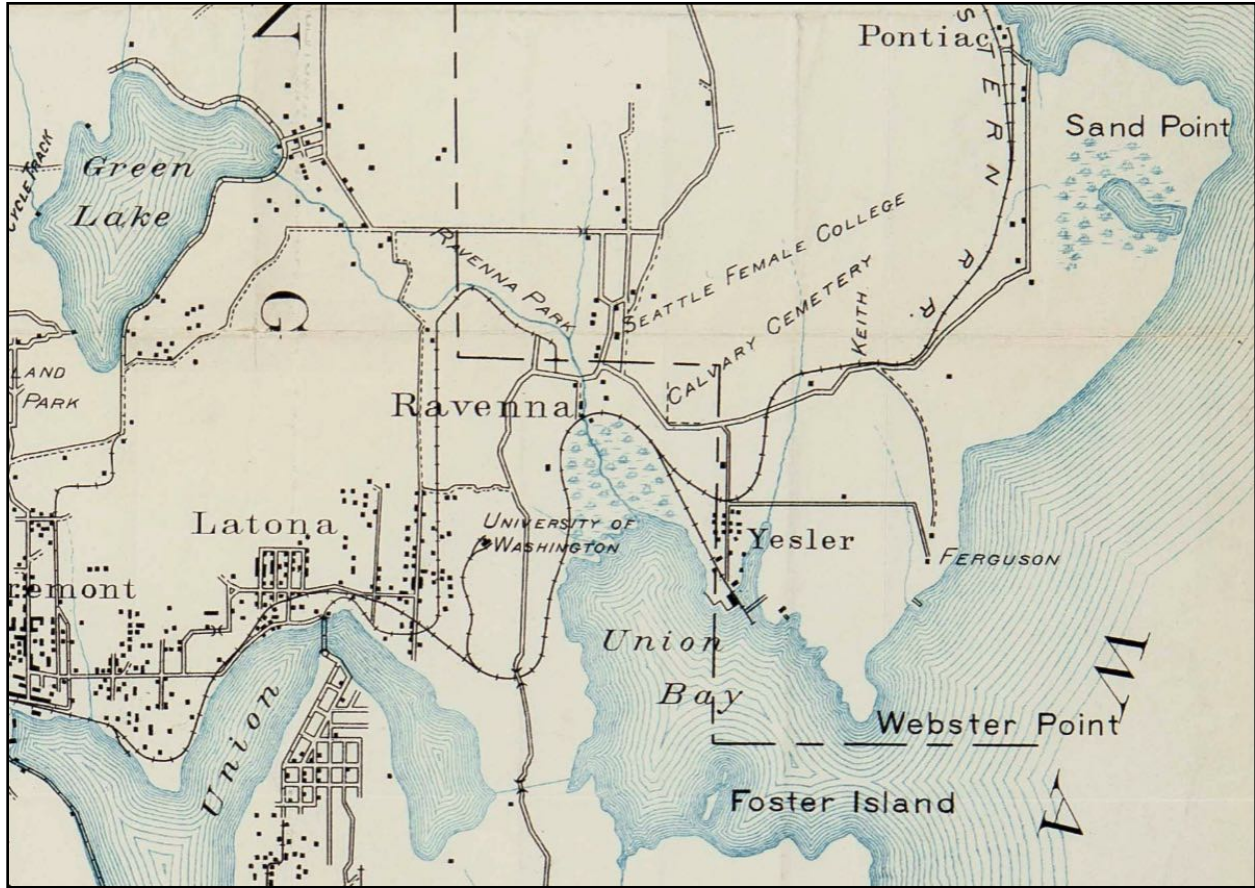 Pontiac
STERN R. R.
Sand Point
CYCLE TRACK
Green
Lake
RAVENNA PARK
SEATTLE FEMALE COLLEGE
CALVARY CEMETERY
KEITH
G
LAND
PARK
Ravenna
Latona
UNIVERSITY OF
WASHINGTON
Yesler
FERGUSON
remont
Union
Bay
Union
Webster Point
Foster Island